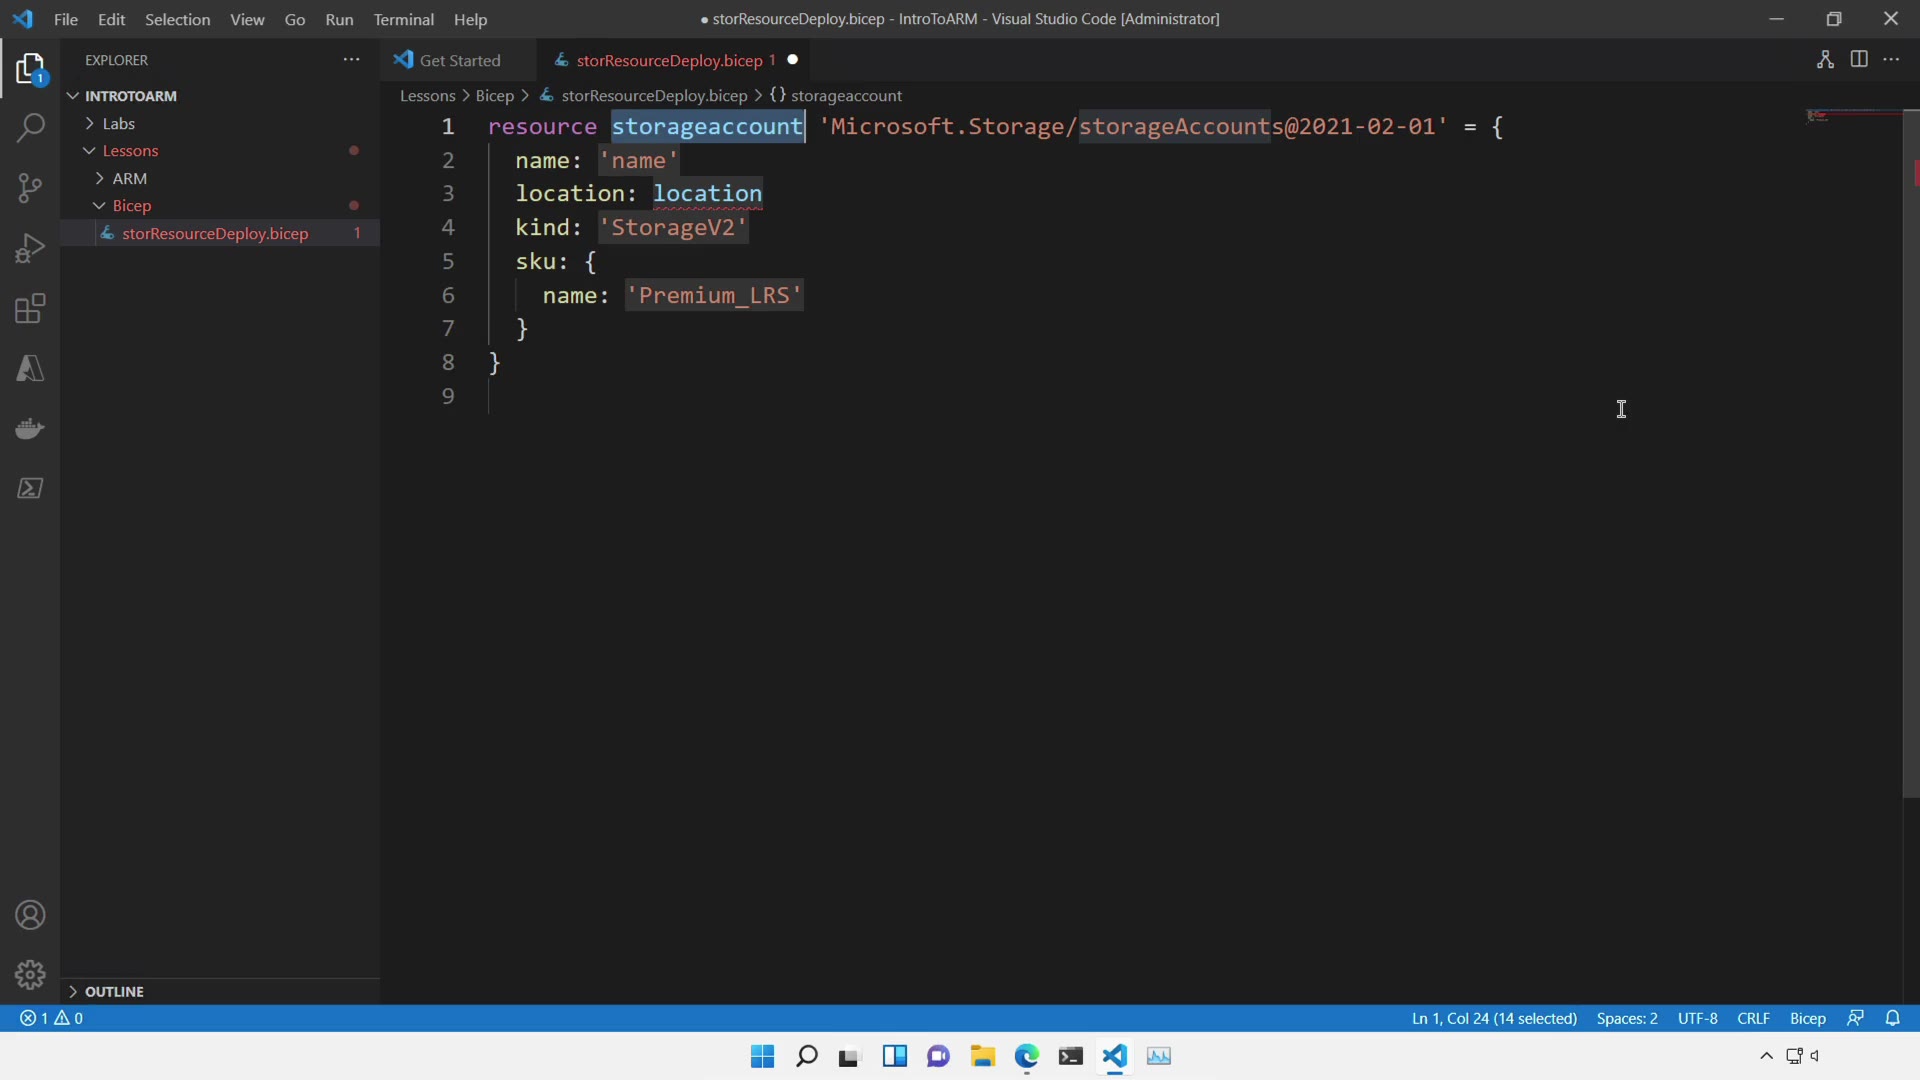 File Edit Selection View Go Run Terminal Help
● storResourceDeploy.bicep - IntroToARM - Visual Studio Code [Administrator]
EXPLORER
Get Started
storResourceDeploy.bicep 1
1
INTROTOARM
Labs
Lessons
ARM
Bicep
storResourceDeploy.bicep 1
OUTLINE
Lessons > Bicep > storResourceDeploy.bicep > {} storageaccount
1 resource storageaccount 'Microsoft.Storage/storageAccounts@2021-02-01' = {
2 name: 'name'
3 location: location
4 kind: 'StorageV2'
5 sku: {
6 name: 'Premium_LRS'
7 }
8 }
9
1 0
Ln 1, Col 24 (14 selected) Spaces: 2 UTF-8 CRLF Bicep